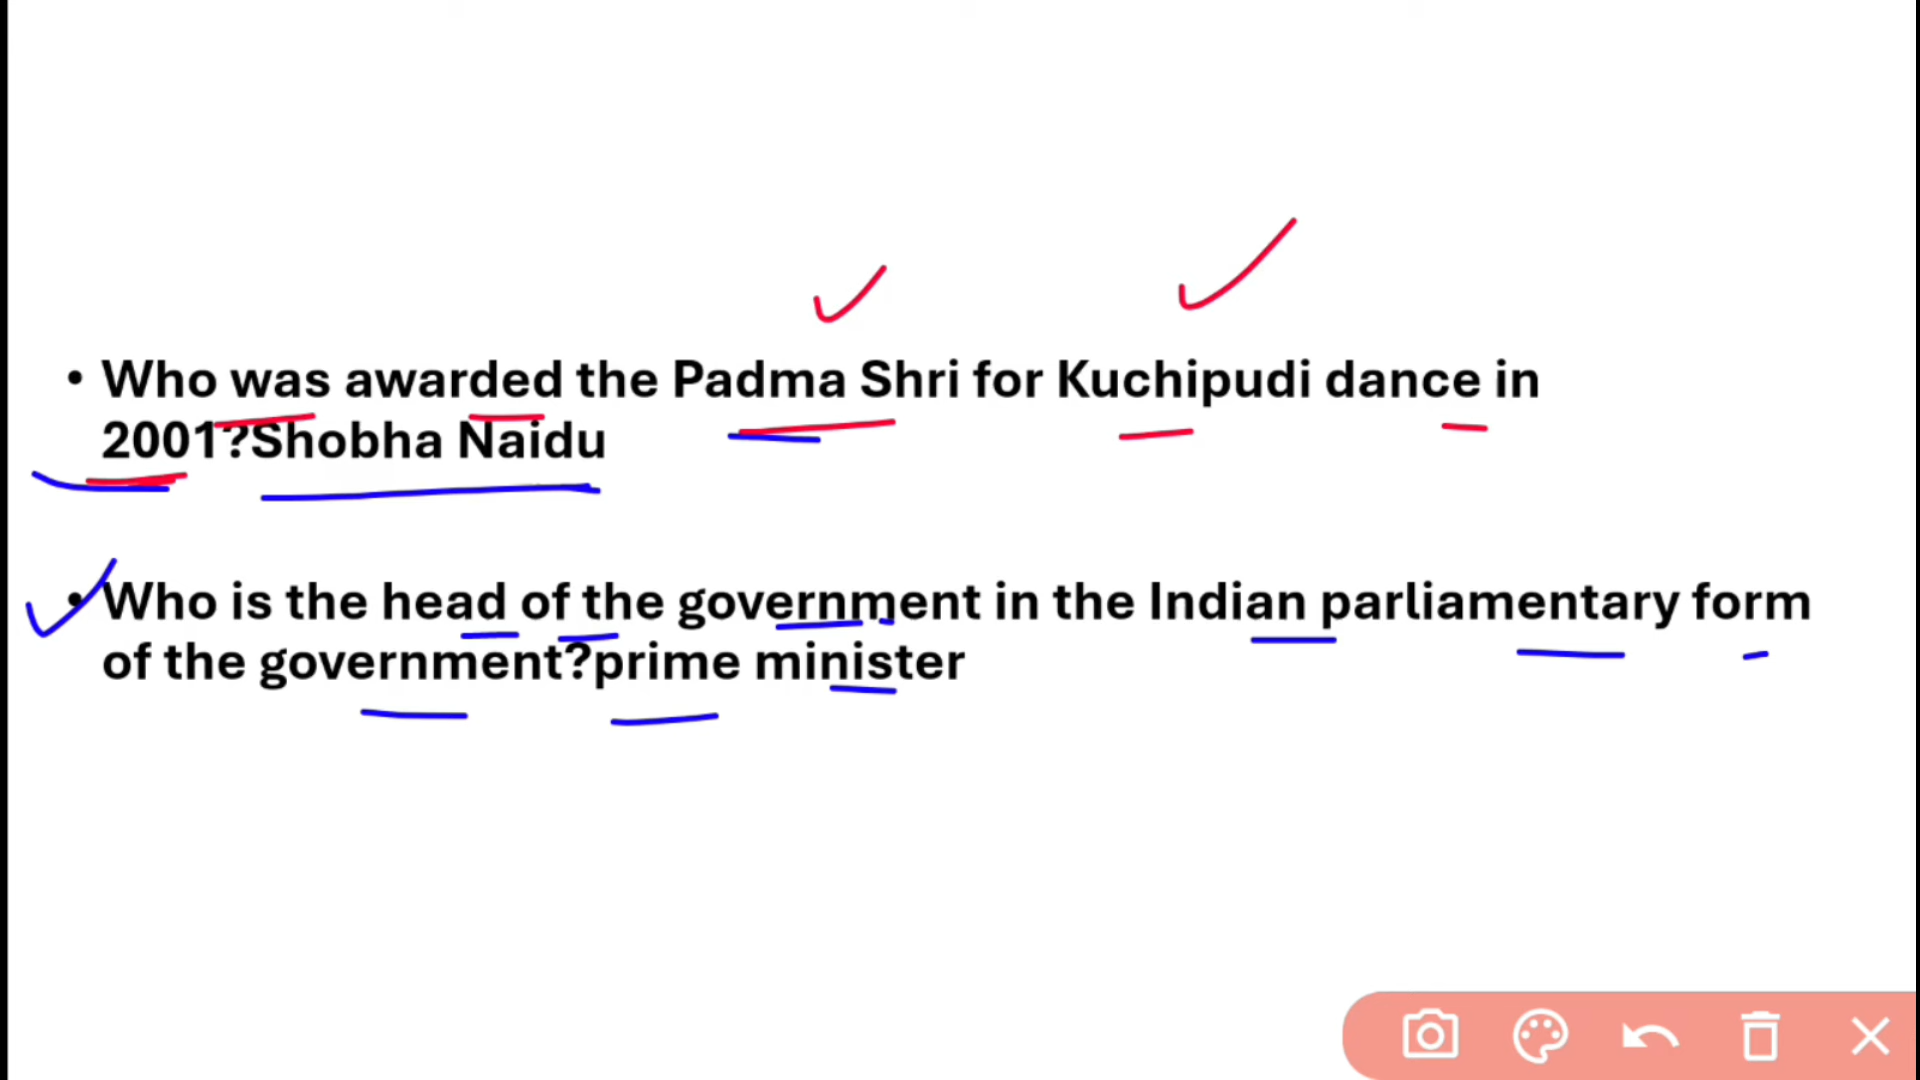 • Who was awarded the Padma Shri for Kuchipudi dance in
2001?Shobha Naidu
• Who is the head of the government in the Indian parliamentary form
of the government?prime minister